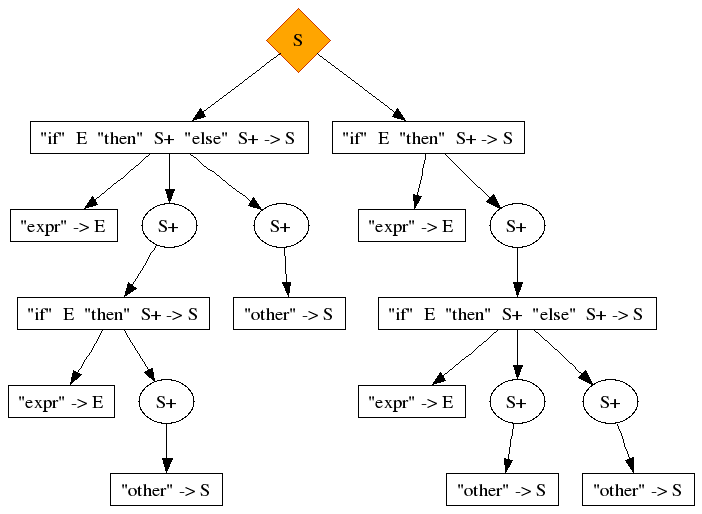 S
"if" E "then" S+ "else" S+ -> S
"if" E "then" S+ -> S
"expr" -> E
S+
S+
"expr" -> E
S+
"if" E "then" S+ -> S
"other" -> S
"if" E "then" S+ "else" S+ -> S
"expr" -> E
S+
"expr" -> E
S+
S+
"other" -> S
"other" -> S
"other" -> S